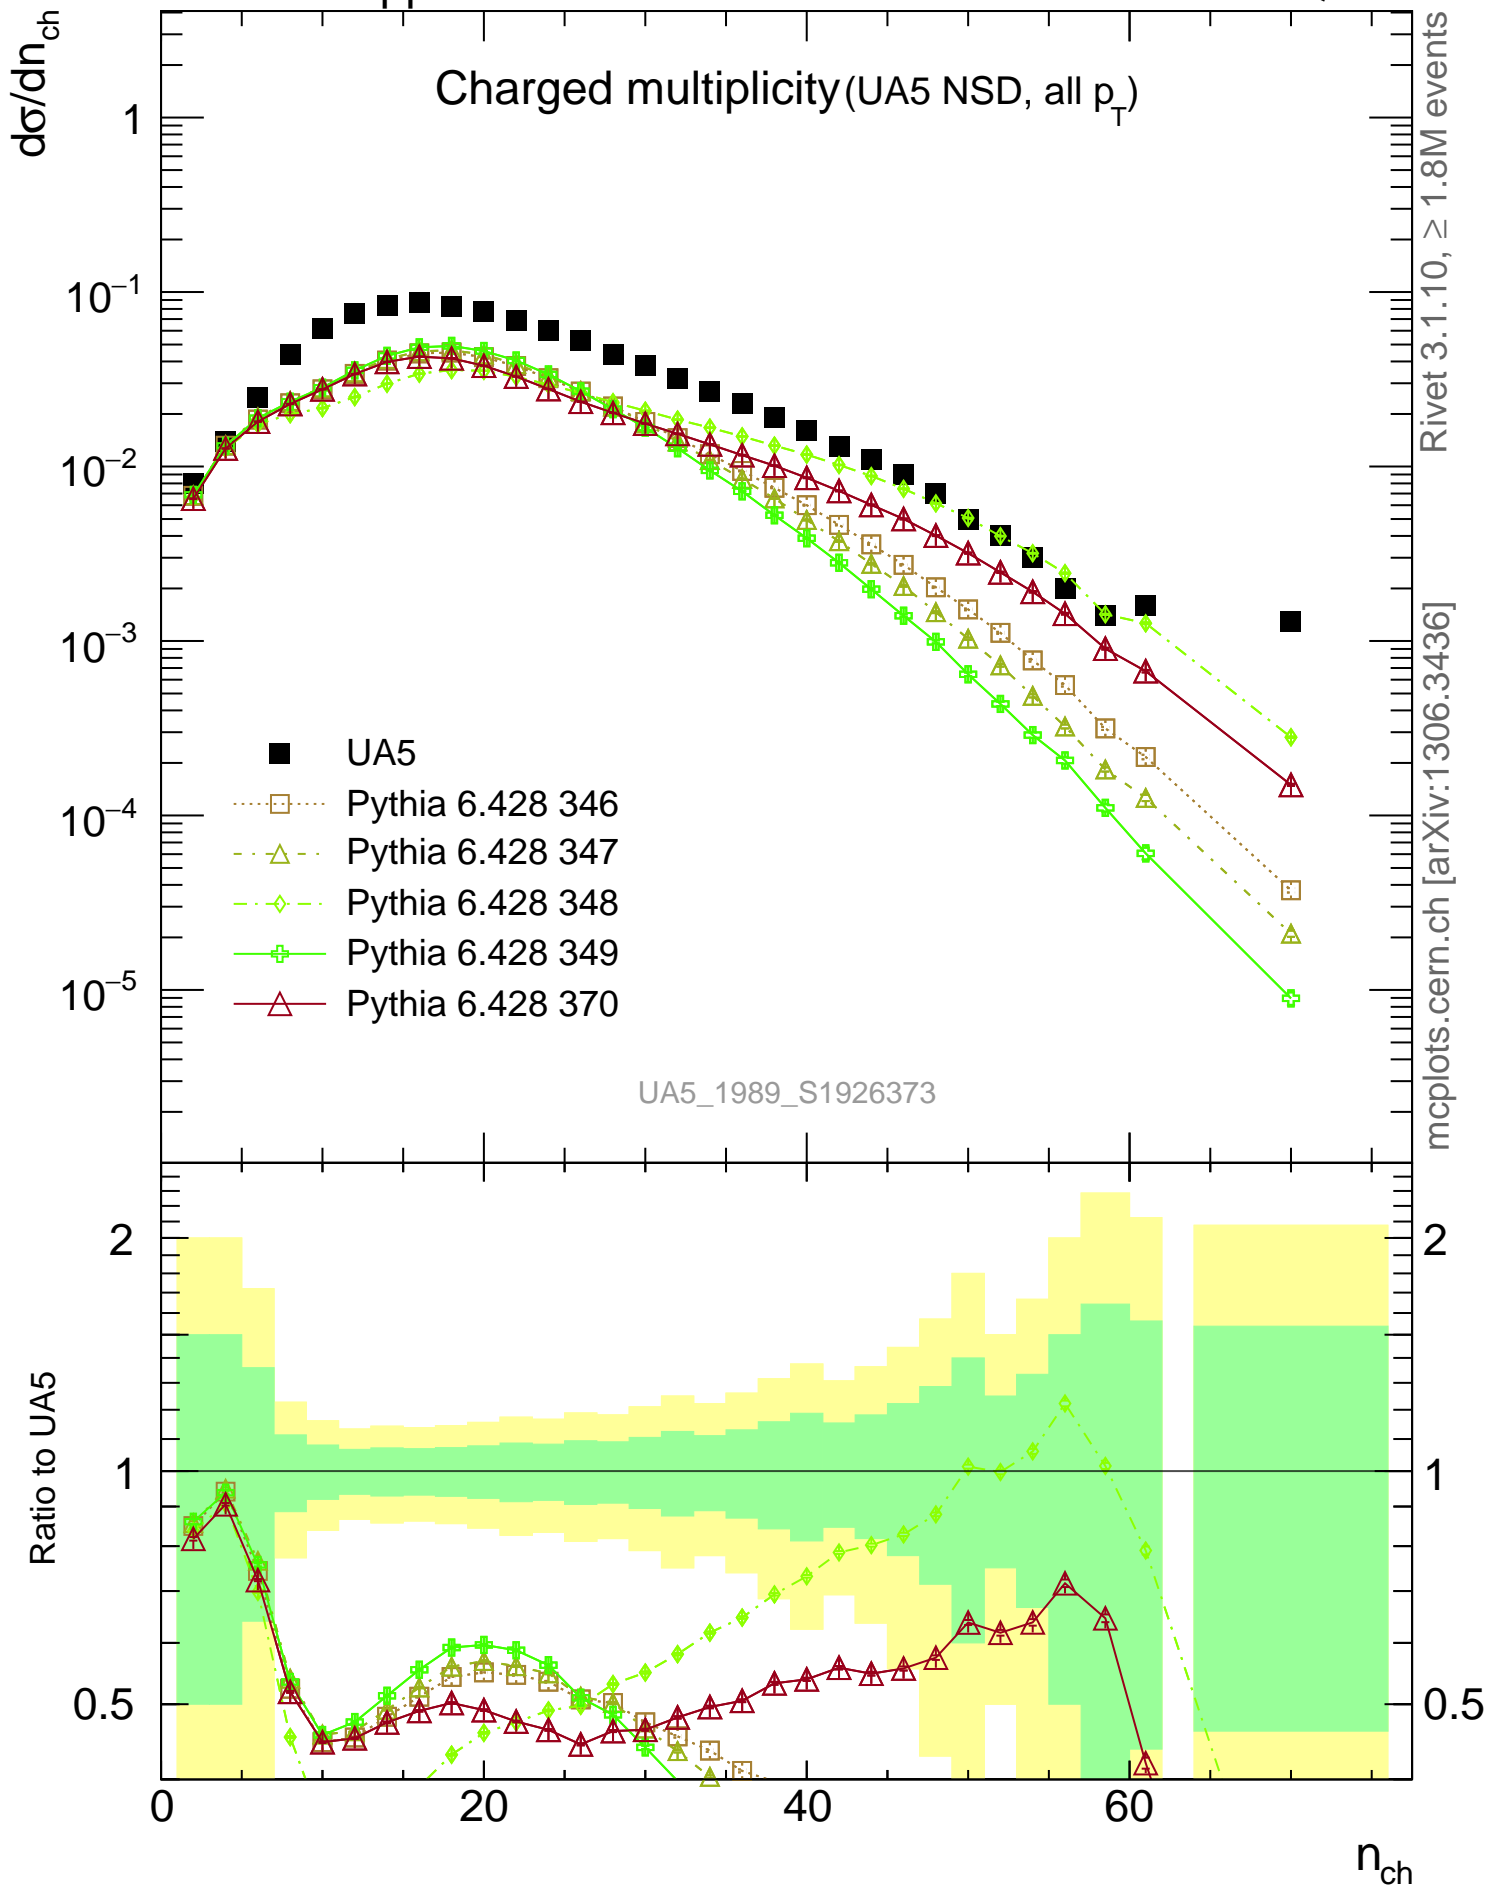 pp
dσ/dn_ch
Charged multiplicity (UA5 NSD, all p_T)
1
10^−1
10^−2
10^−3
10^−4
10^−5
UA5
Pythia 6.428 346
Pythia 6.428 347
Pythia 6.428 348
Pythia 6.428 349
Pythia 6.428 370
UA5_1989_S1926373
Rivet 3.1.10, ≥ 1.8M events
mcplots.cern.ch [arXiv:1306.3436]
Ratio to UA5
2
1
0.5
2
1
0.5
0
20
40
60
n_ch